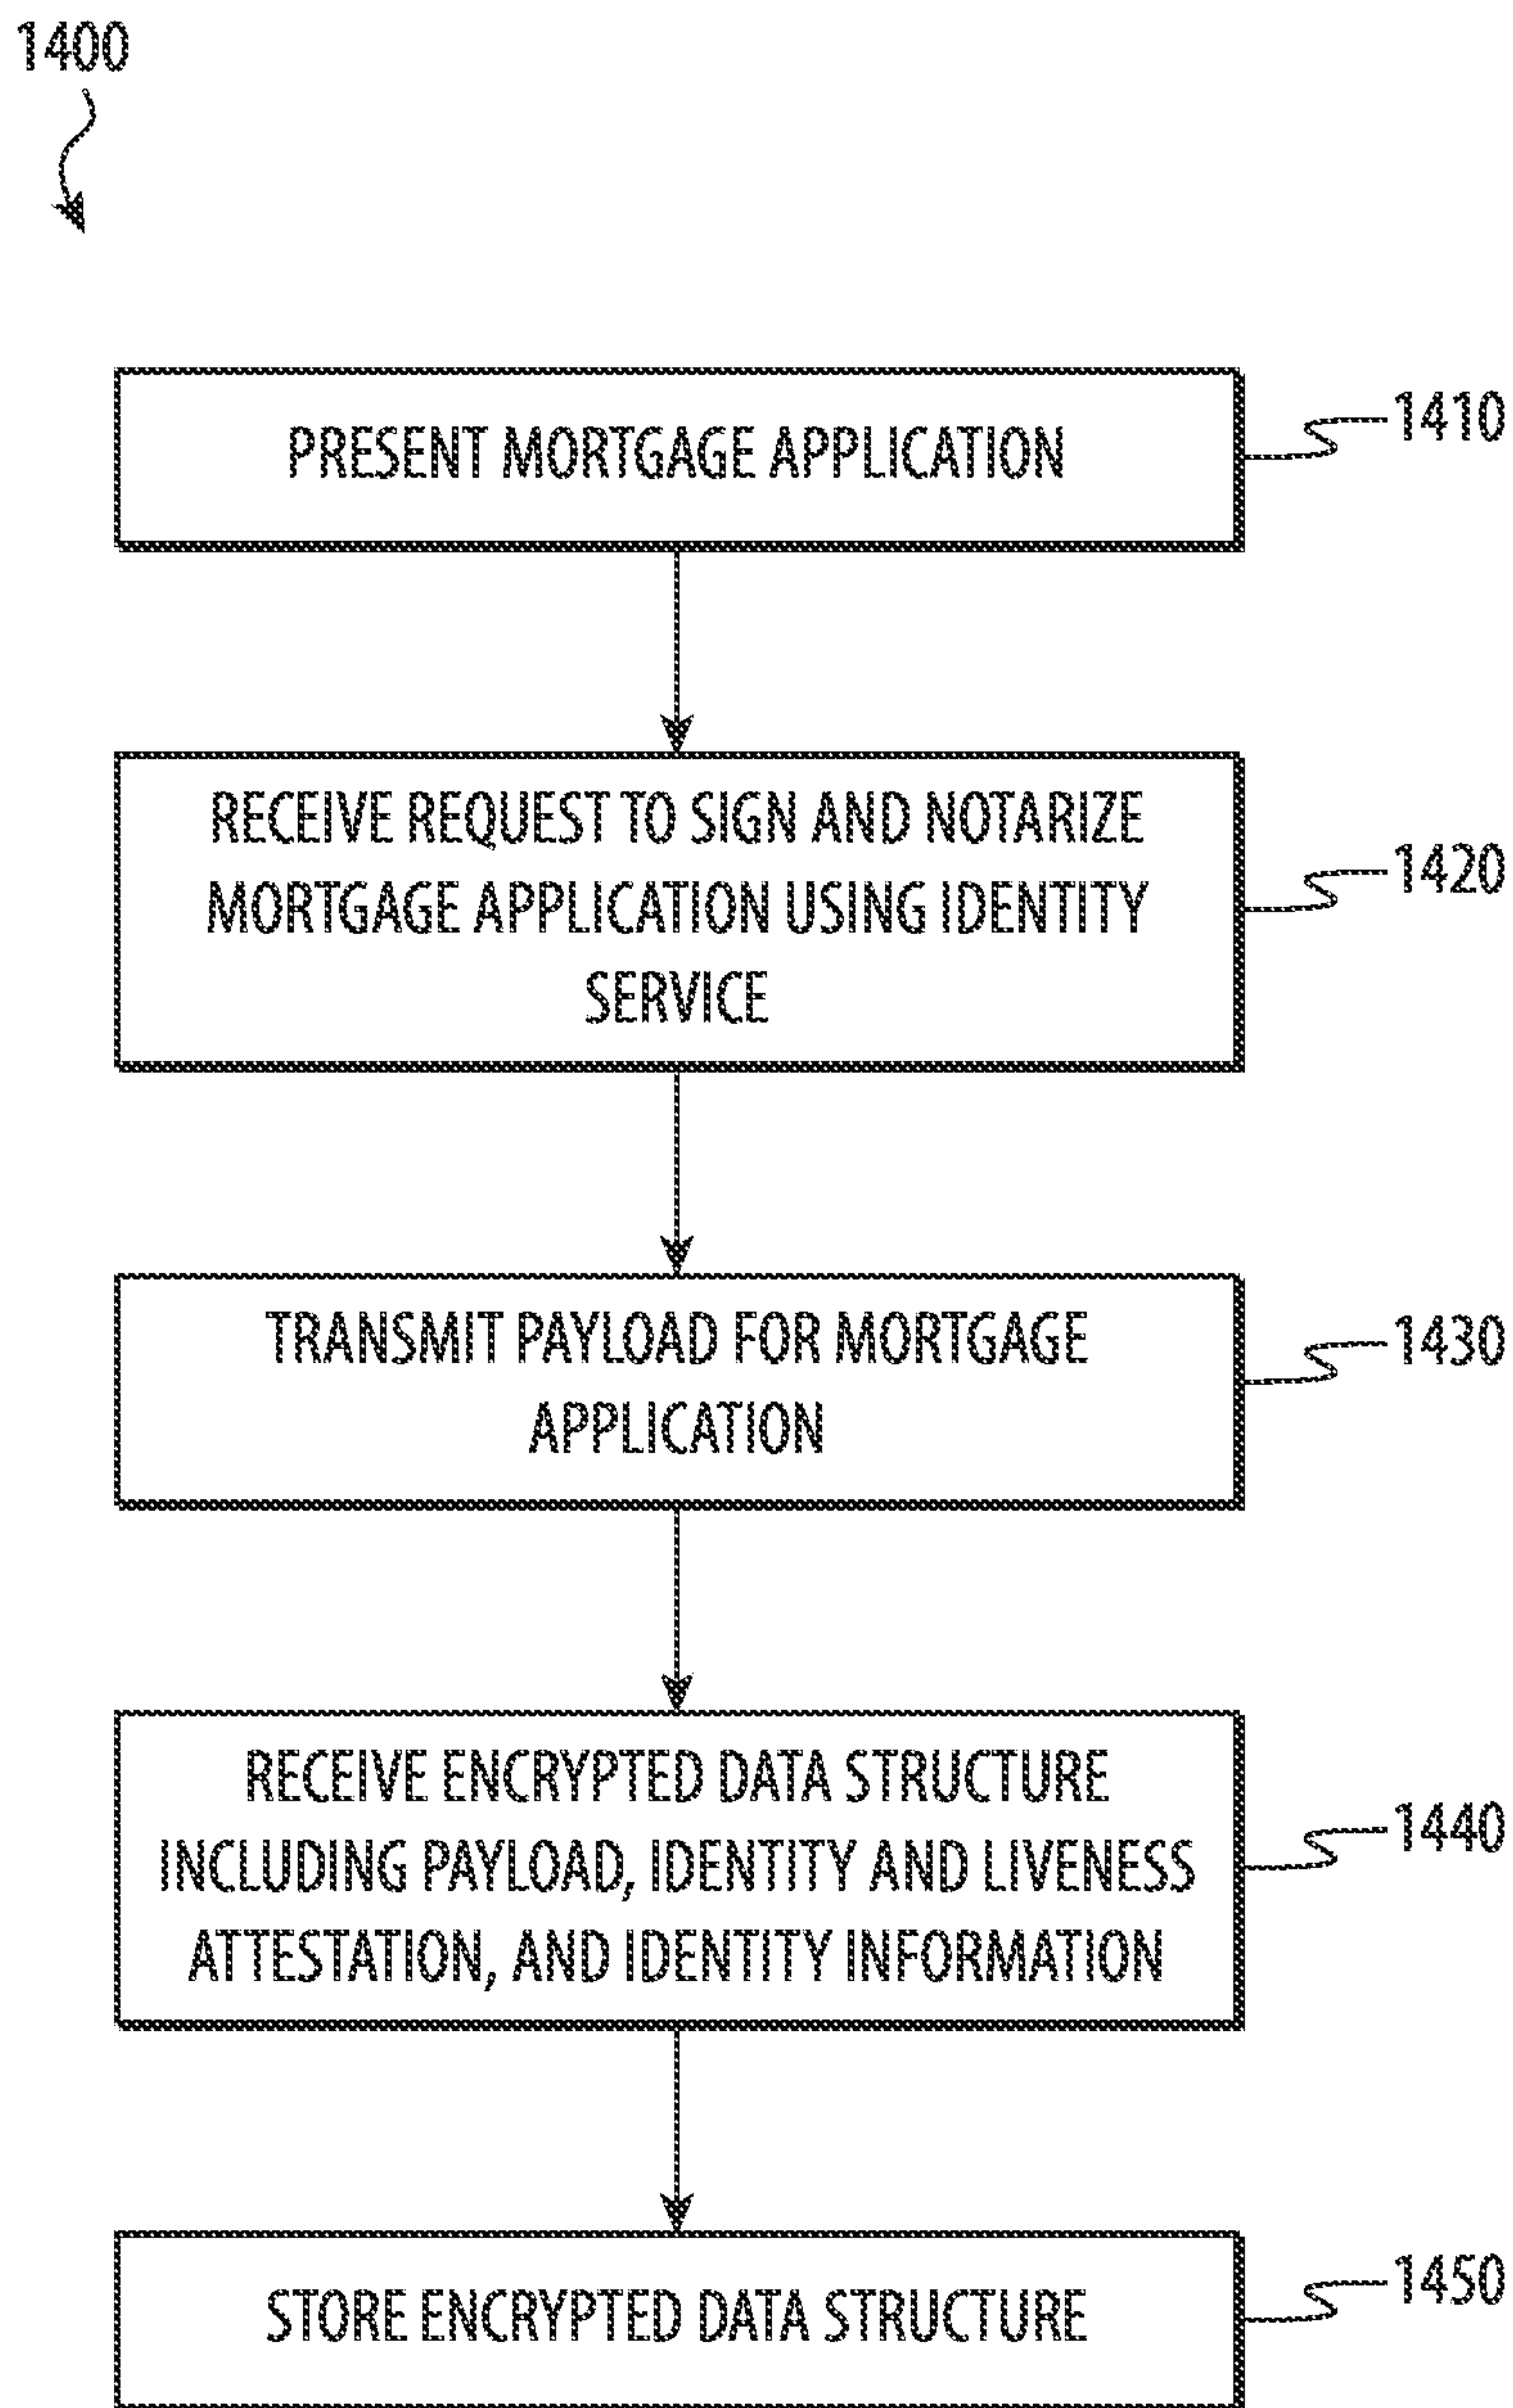 1400
PRESENT MORTGAGE APPLICATION
1410
RECEIVE REQUEST TO SIGN AND NOTARIZE
MORTGAGE APPLICATION USING IDENTITY
SERVICE
1420
TRANSMIT PAYLOAD FOR MORTGAGE
APPLICATION
1430
RECEIVE ENCRYPTED DATA STRUCTURE
INCLUDING PAYLOAD, IDENTITY AND LIVENESS
ATTESTATION, AND IDENTITY INFORMATION
1440
STORE ENCRYPTED DATA STRUCTURE
1450